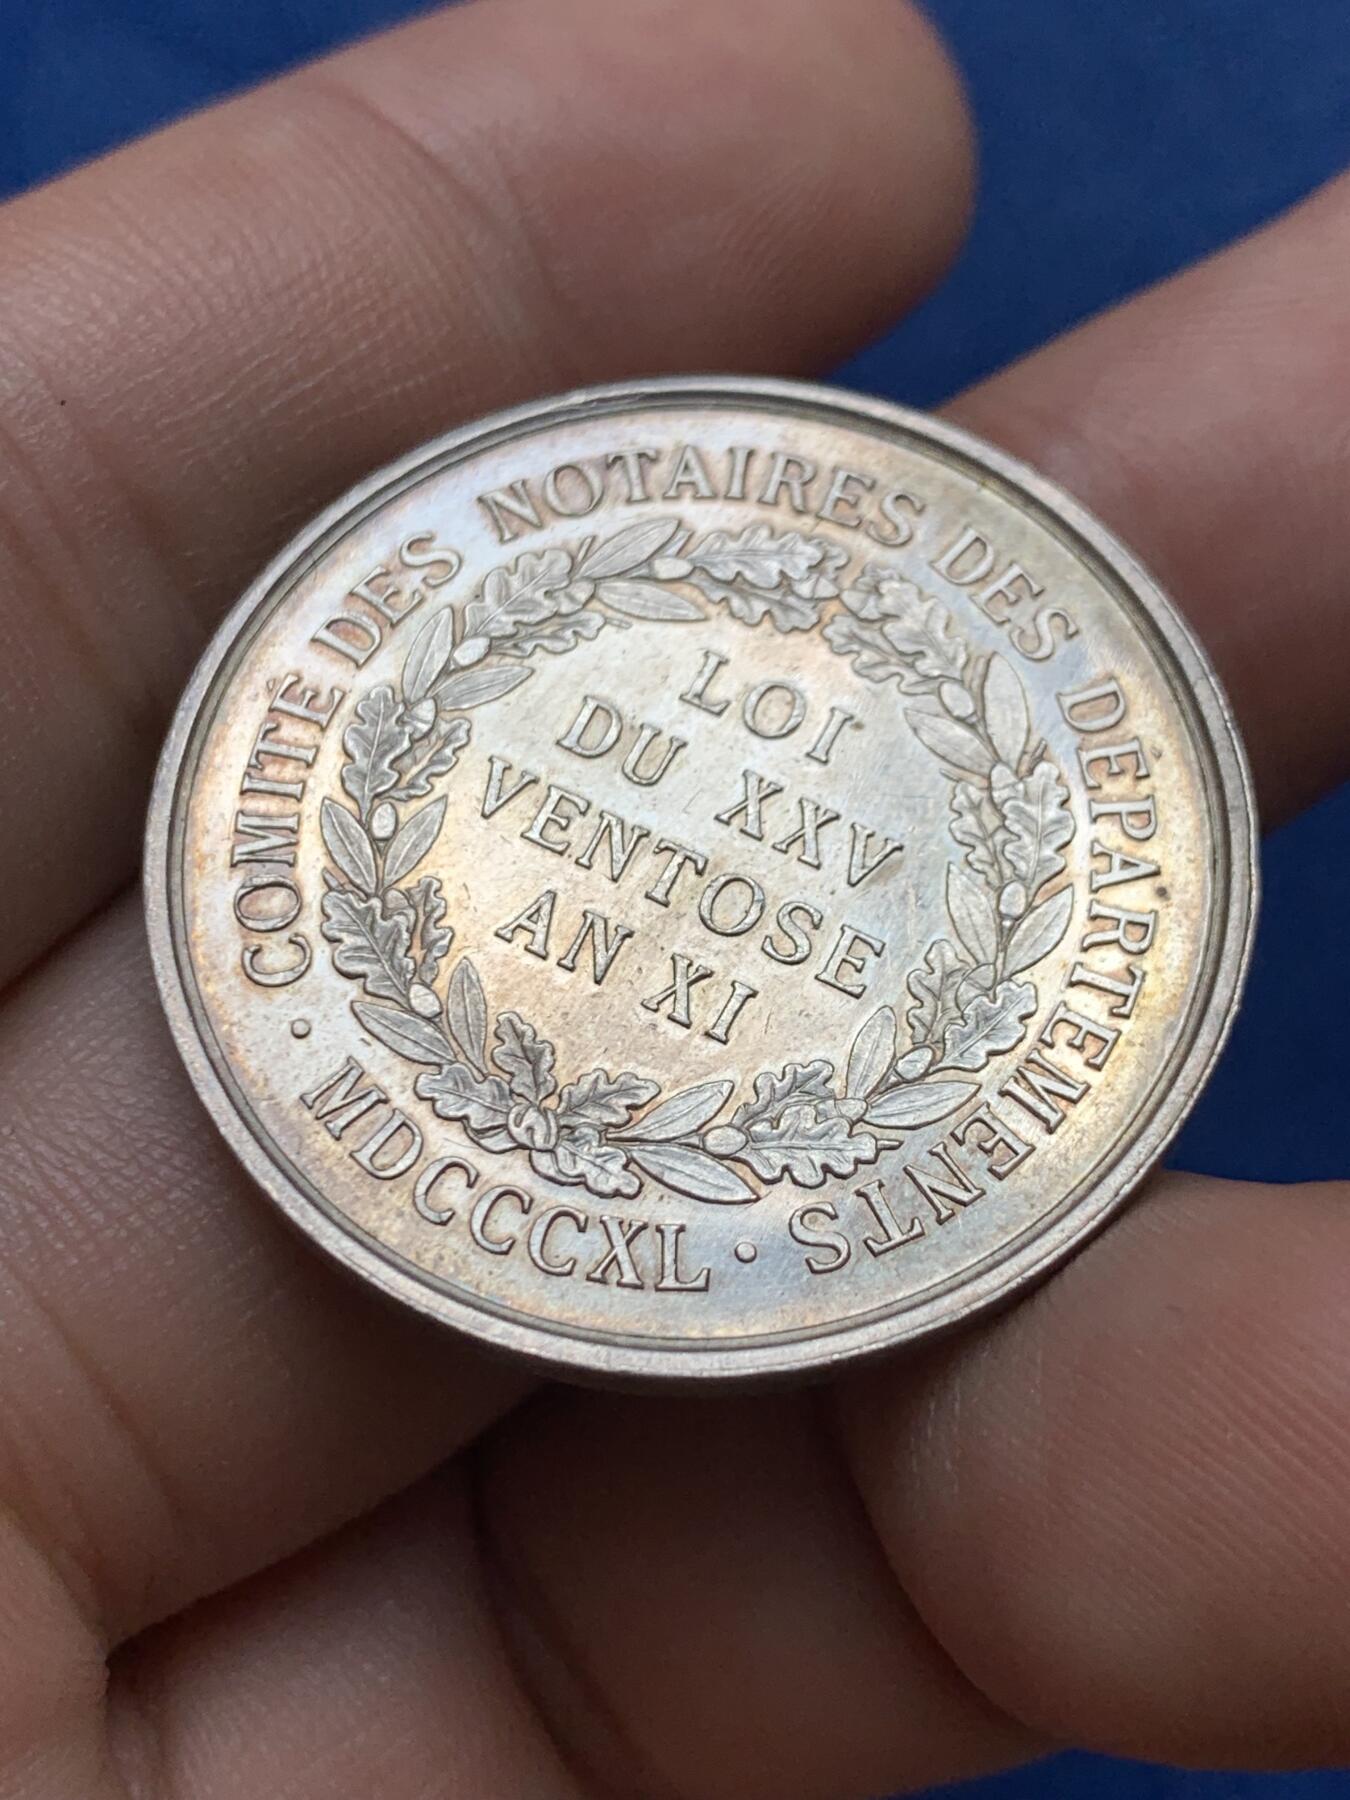 COMITÉ DES NOTAIRES DES DÉPARTEMENTS
LOI
DU XXV
VENTOSE
AN XI
· MDCCCXL ·